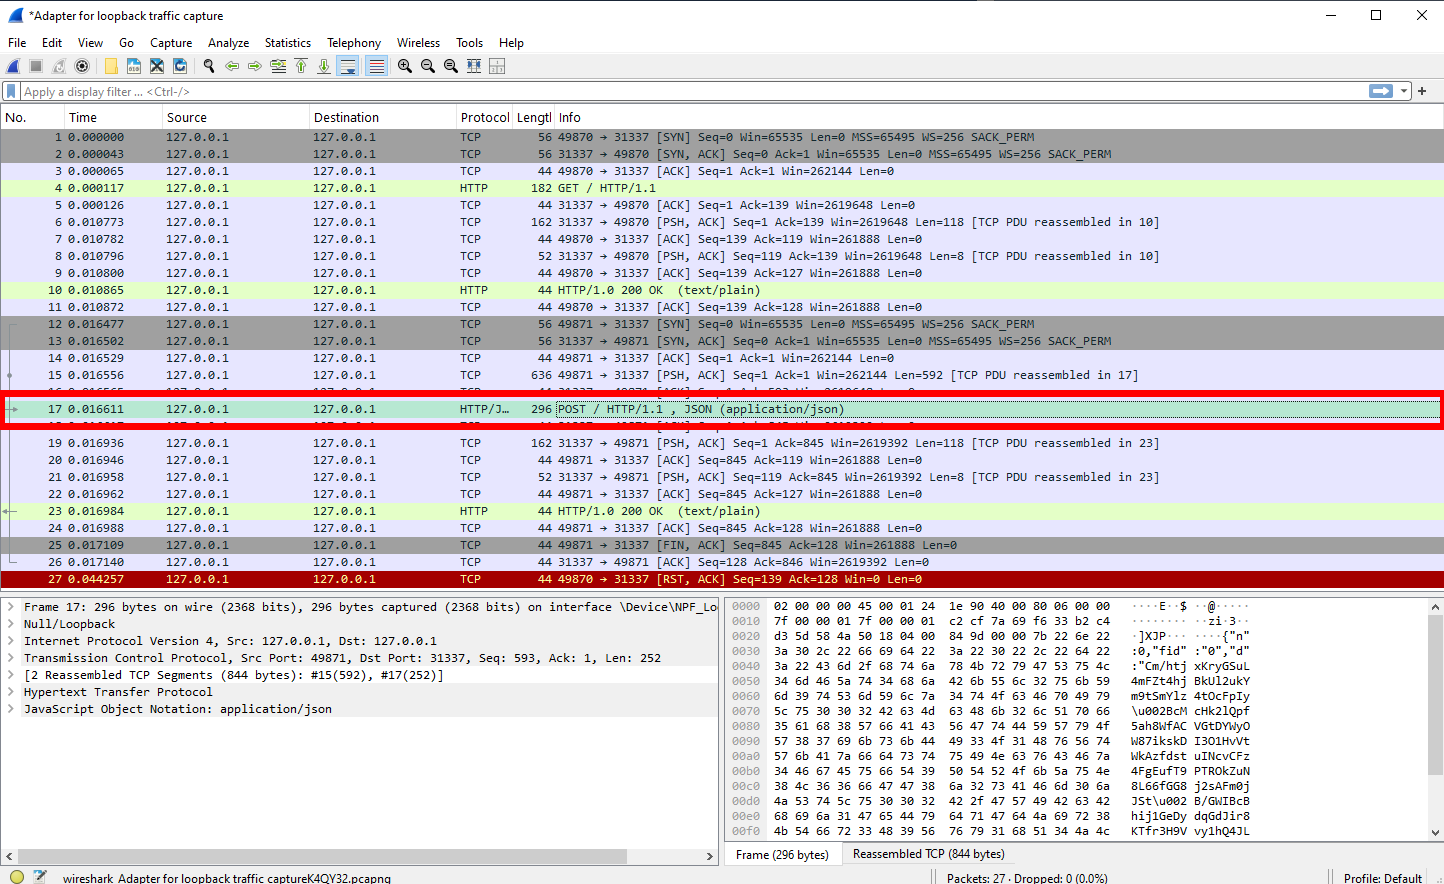 *Adapter for loopback traffic capture
File Edit View Go Capture Analyze Statistics Telephony Wireless Tools Help
Apply a display filter ... <Ctrl-/>
No. Time Source Destination Protocol Lengtl Info
1 0.000000 127.0.0.1 127.0.0.1 TCP 56 49870 → 31337 [SYN] Seq=0 Win=65535 Len=0 MSS=65495 WS=256 SACK_PERM
2 0.000043 127.0.0.1 127.0.0.1 TCP 56 31337 → 49870 [SYN, ACK] Seq=0 Ack=1 Win=65535 Len=0 MSS=65495 WS=256 SACK_PERM
3 0.000065 127.0.0.1 127.0.0.1 TCP 44 49870 → 31337 [ACK] Seq=1 Ack=1 Win=262144 Len=0
4 0.000117 127.0.0.1 127.0.0.1 HTTP 182 GET / HTTP/1.1
5 0.000126 127.0.0.1 127.0.0.1 TCP 44 31337 → 49870 [ACK] Seq=1 Ack=139 Win=2619648 Len=0
6 0.010773 127.0.0.1 127.0.0.1 TCP 162 31337 → 49870 [PSH, ACK] Seq=1 Ack=139 Win=2619648 Len=118 [TCP PDU reassembled in 10]
7 0.010782 127.0.0.1 127.0.0.1 TCP 44 49870 → 31337 [ACK] Seq=139 Ack=119 Win=261888 Len=0
8 0.010796 127.0.0.1 127.0.0.1 TCP 52 31337 → 49870 [PSH, ACK] Seq=119 Ack=139 Win=2619648 Len=8 [TCP PDU reassembled in 10]
9 0.010800 127.0.0.1 127.0.0.1 TCP 44 49870 → 31337 [ACK] Seq=139 Ack=127 Win=261888 Len=0
10 0.010865 127.0.0.1 127.0.0.1 HTTP 44 HTTP/1.0 200 OK (text/plain)
11 0.010872 127.0.0.1 127.0.0.1 TCP 44 49870 → 31337 [ACK] Seq=139 Ack=128 Win=261888 Len=0
12 0.016477 127.0.0.1 127.0.0.1 TCP 56 49871 → 31337 [SYN] Seq=0 Win=65535 Len=0 MSS=65495 WS=256 SACK_PERM
13 0.016502 127.0.0.1 127.0.0.1 TCP 56 31337 → 49871 [SYN, ACK] Seq=0 Ack=1 Win=65535 Len=0 MSS=65495 WS=256 SACK_PERM
14 0.016529 127.0.0.1 127.0.0.1 TCP 44 49871 → 31337 [ACK] Seq=1 Ack=1 Win=262144 Len=0
15 0.016556 127.0.0.1 127.0.0.1 TCP 636 49871 → 31337 [PSH, ACK] Seq=1 Ack=1 Win=262144 Len=592 [TCP PDU reassembled in 17]
17 0.016611 127.0.0.1 127.0.0.1 HTTP/J… 296 POST / HTTP/1.1 , JSON (application/json)
19 0.016936 127.0.0.1 127.0.0.1 TCP 162 31337 → 49871 [PSH, ACK] Seq=1 Ack=845 Win=2619392 Len=118 [TCP PDU reassembled in 23]
20 0.016946 127.0.0.1 127.0.0.1 TCP 44 49871 → 31337 [ACK] Seq=845 Ack=119 Win=261888 Len=0
21 0.016958 127.0.0.1 127.0.0.1 TCP 52 31337 → 49871 [PSH, ACK] Seq=119 Ack=845 Win=2619392 Len=8 [TCP PDU reassembled in 23]
22 0.016962 127.0.0.1 127.0.0.1 TCP 44 49871 → 31337 [ACK] Seq=845 Ack=127 Win=261888 Len=0
23 0.016984 127.0.0.1 127.0.0.1 HTTP 44 HTTP/1.0 200 OK (text/plain)
24 0.016988 127.0.0.1 127.0.0.1 TCP 44 49871 → 31337 [ACK] Seq=845 Ack=128 Win=261888 Len=0
25 0.017109 127.0.0.1 127.0.0.1 TCP 44 49871 → 31337 [FIN, ACK] Seq=845 Ack=128 Win=261888 Len=0
26 0.017140 127.0.0.1 127.0.0.1 TCP 44 31337 → 49871 [ACK] Seq=128 Ack=846 Win=2619392 Len=0
27 0.044257 127.0.0.1 127.0.0.1 TCP 44 49870 → 31337 [RST, ACK] Seq=139 Ack=128 Win=0 Len=0
Frame 17: 296 bytes on wire (2368 bits), 296 bytes captured (2368 bits) on interface \Device\NPF_Lo
Null/Loopback
Internet Protocol Version 4, Src: 127.0.0.1, Dst: 127.0.0.1
Transmission Control Protocol, Src Port: 49871, Dst Port: 31337, Seq: 593, Ack: 1, Len: 252
[2 Reassembled TCP Segments (844 bytes): #15(592), #17(252)]
Hypertext Transfer Protocol
JavaScript Object Notation: application/json
0000 02 00 00 00 45 00 01 24 1e 90 40 00 80 06 00 00 ····E··$ ··@·····
0010 7f 00 00 01 7f 00 00 01 c2 cf 7a 69 f6 33 b2 c4 ········ ··zi·3··
0020 d3 5d 58 4a 50 18 04 00 84 9d 00 00 7b 22 6e 22 ·]XJP··· ····{"n"
0030 3a 30 2c 22 66 69 64 22 3a 22 30 22 2c 22 64 22 :0,"fid" :"0","d"
0040 3a 22 43 6d 2f 68 74 6a 78 4b 72 79 47 53 75 4c :"Cm/htj xKryGSuL
0050 34 6d 46 5a 74 34 68 6a 42 6b 55 6c 32 75 6b 59 4mFZt4hj BkUl2ukY
0060 6d 39 74 53 6d 59 6c 7a 34 74 4f 63 46 70 49 79 m9tSmYlz 4tOcFpIy
0070 5c 75 30 30 32 42 63 4d 63 48 6b 32 6c 51 70 66 \u002BcM cHk2lQpf
0080 35 61 68 38 57 66 41 43 56 47 74 44 59 57 79 4f 5ah8WfAC VGtDYWyO
0090 57 38 37 69 6b 73 6b 44 49 33 4f 31 48 76 56 74 W87ikskD I3O1HvVt
00a0 57 6b 41 7a 66 64 73 74 75 49 4e 63 76 43 46 7a WkAzfdst uINcvCFz
00b0 34 46 67 45 75 66 54 39 50 54 52 4f 6b 5a 75 4e 4FgEufT9 PTROkZuN
00c0 38 4c 36 36 66 47 47 38 6a 32 73 41 46 6d 30 6a 8L66fGG8 j2sAFm0j
00d0 4a 53 74 5c 75 30 30 32 42 2f 47 57 49 42 63 42 JSt\u002 B/GWIBcB
00e0 68 69 6a 31 47 65 44 79 64 71 47 64 4a 69 72 38 hij1GeDy dqGdJir8
00f0 4b 54 66 72 33 48 39 56 76 79 31 68 51 34 4a 4c KTfr3H9V vy1hQ4JL
Frame (296 bytes) Reassembled TCP (844 bytes)
wireshark_Adapter for loopback traffic captureK4QY32.pcapng Packets: 27 · Dropped: 0 (0.0%) Profile: Default